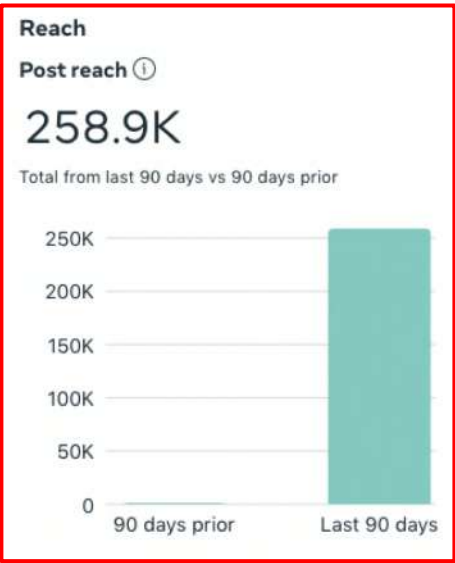 Reach
Post reach
258.9K
Total from last 90 days vs 90 days prior
250K
200K
150K
100K
50K
0
90 days prior
Last 90 days